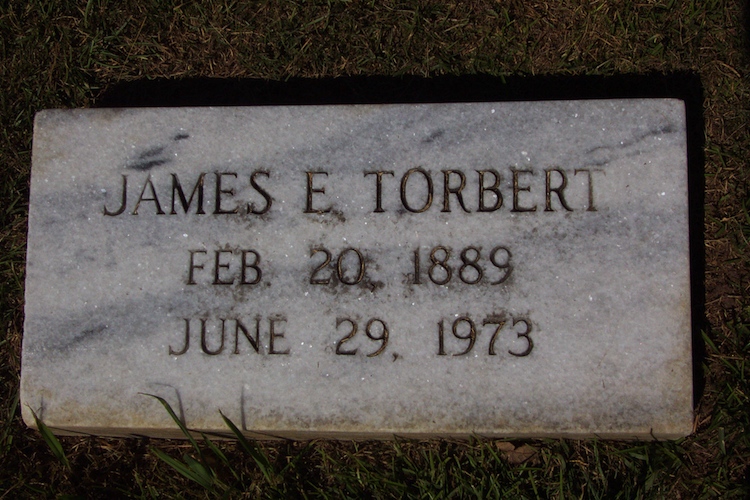 JAMES E. TORBERT
FEB. 20, 1889
JUNE 29, 1973